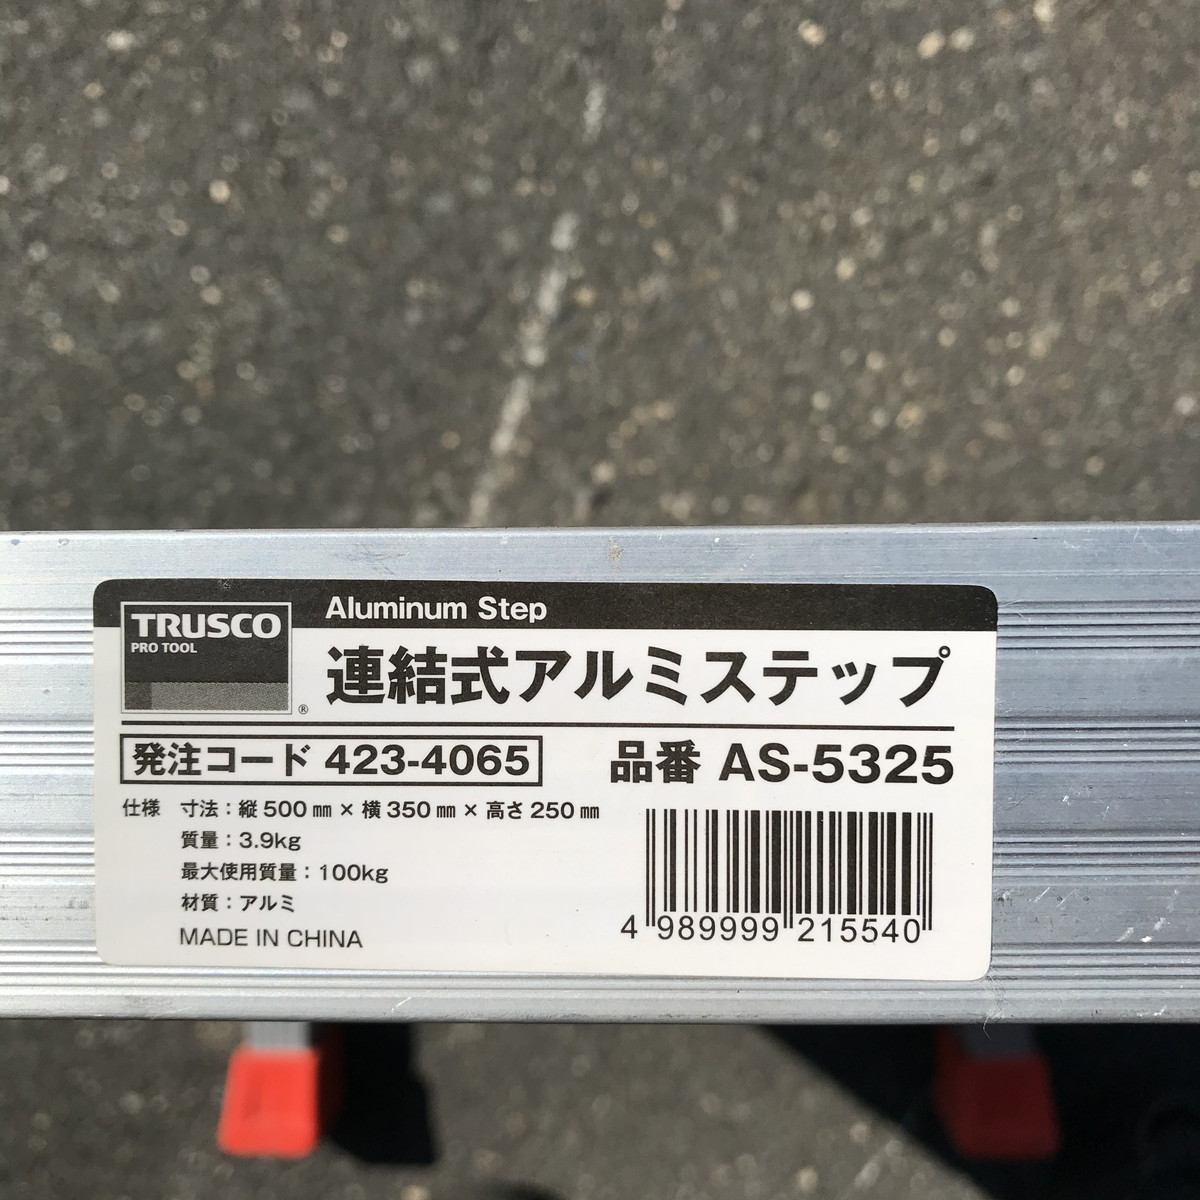 Aluminum Step
TRUSCO
PRO TOOL
®
連結式アルミステップ
発注コード 423-4065
品番 AS-5325
仕様 寸法：縦500㎜×横350㎜×高さ250㎜
質量：3.9kg
最大使用質量：100kg
材質：アルミ
MADE IN CHINA
4 989999 215540